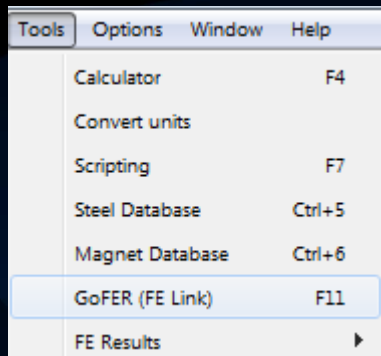 Tools Options Window Help
Calculator F4
Convert units
Scripting F7
Steel Database Ctrl+5
Magnet Database Ctrl+6
GoFER (FE Link) F11
FE Results